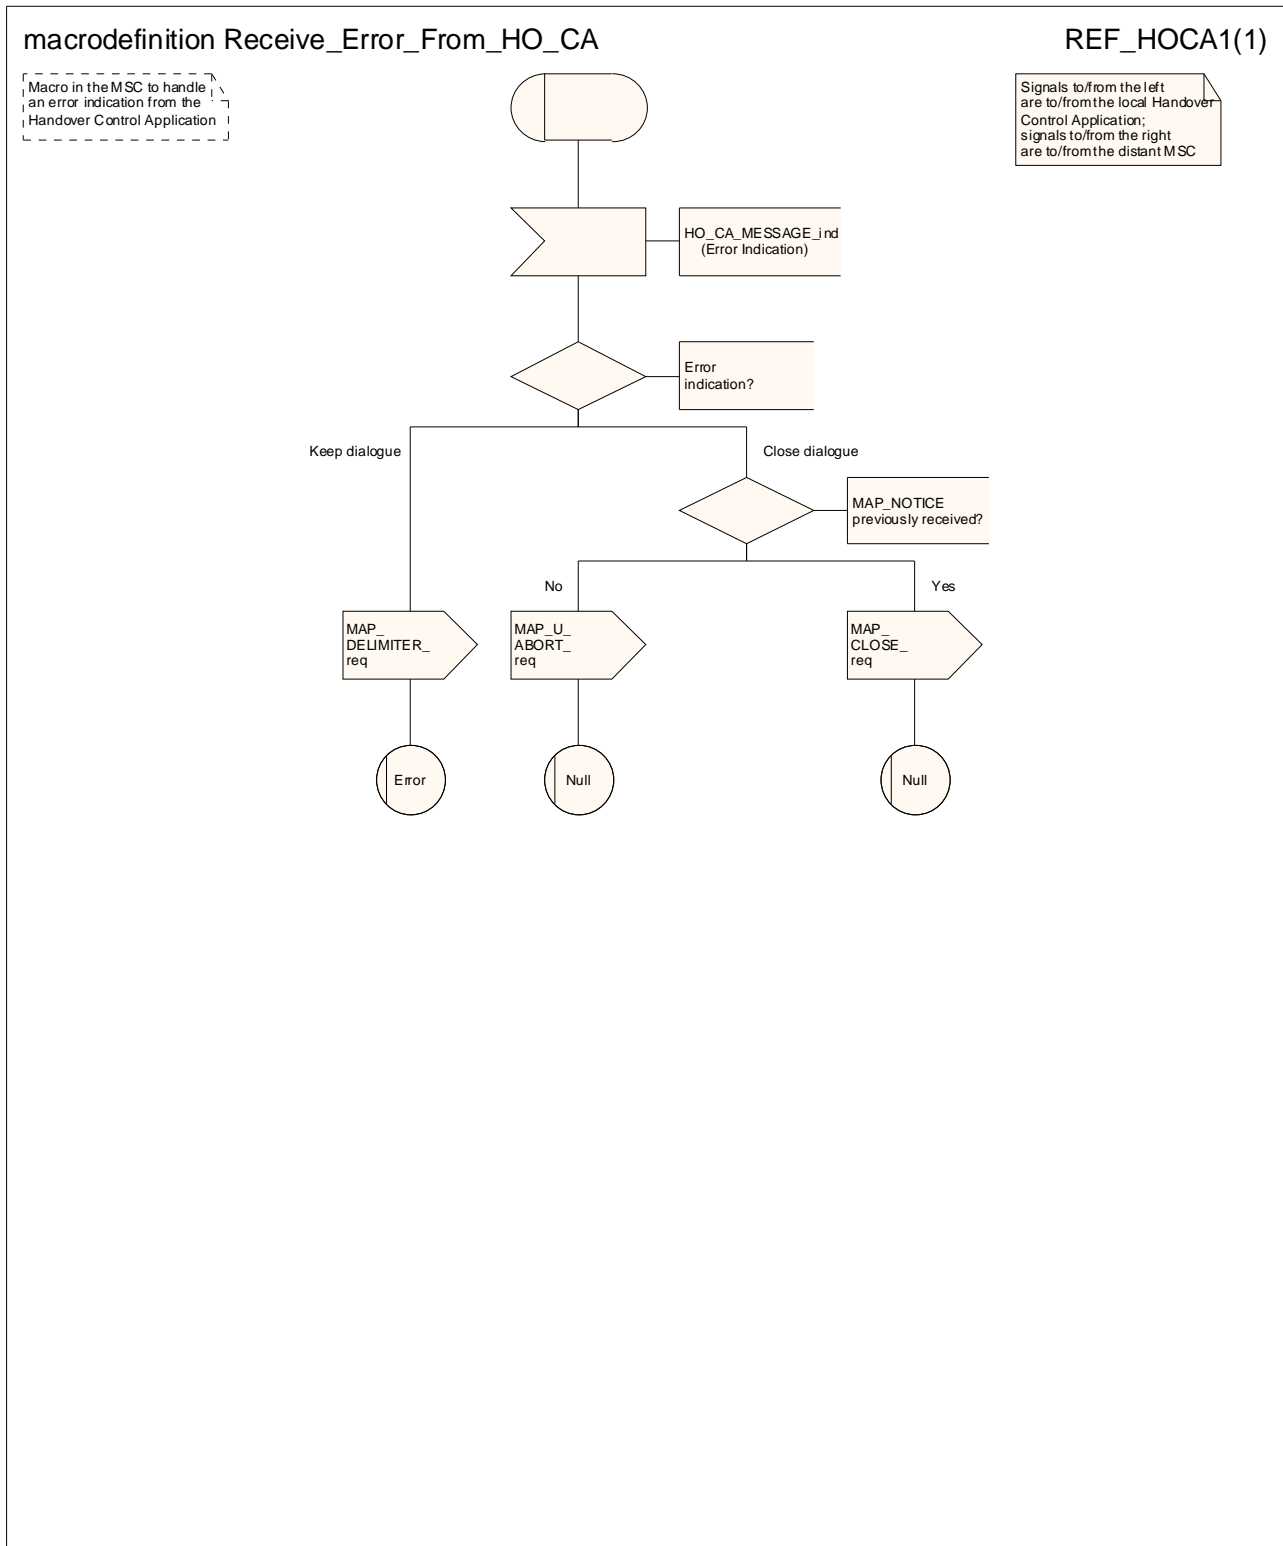 macrodefinition Receive_Error_From_HO_CA
REF_HOCA1(1)
Macro in the MSC to handle
an error indication from the
Handover Control Application
Signals to/from the left
are to/from the local Handover
Control Application;
signals to/from the right
are to/from the distant MSC
HO_CA_MESSAGE_ind
(Error Indication)
Error
indication?
Keep dialogue
Close dialogue
MAP_NOTICE
previously received?
No
Yes
MAP_
DELIMITER_
req
MAP_U_
ABORT_
req
MAP_
CLOSE_
req
Error
Null
Null